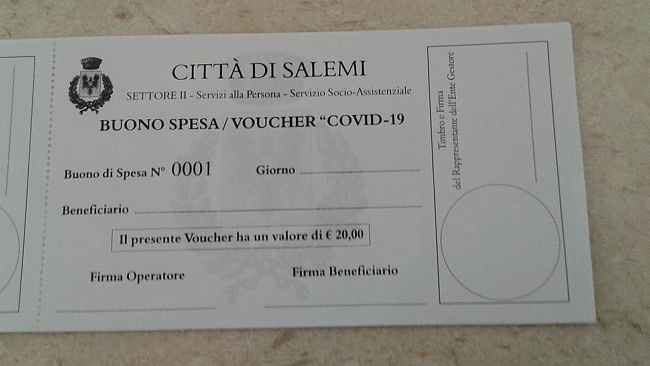 CITTÀ DI SALEMI
SETTORE II - Servizi alla Persona - Servizio Socio-Assistenziale
BUONO SPESA / VOUCHER "COVID-19
Buono di Spesa N° 0001 Giorno
Beneficiario
Il presente Voucher ha un valore di € 20,00
Firma Operatore Firma Beneficiario
Timbro e Firma
del Rappresentante dell'Ente Gestore